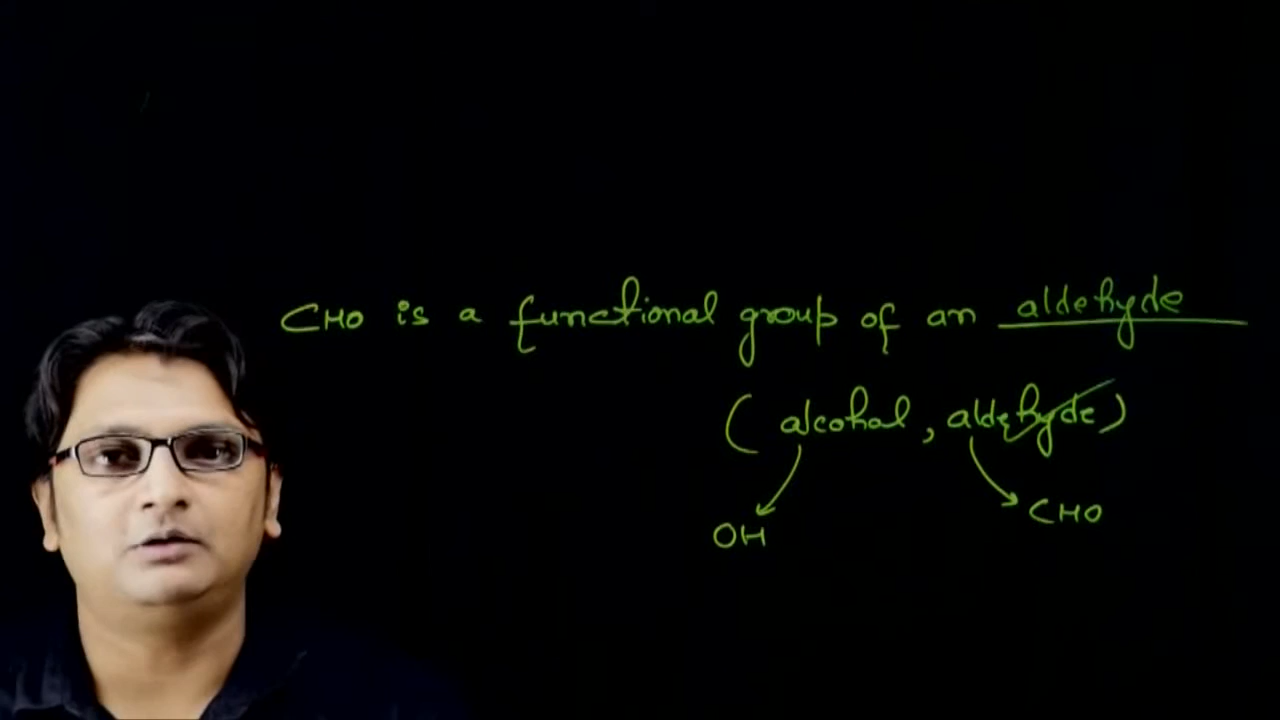 CHO is a functional group of an aldehyde
(alcohol, aldehyde)
OH CHO